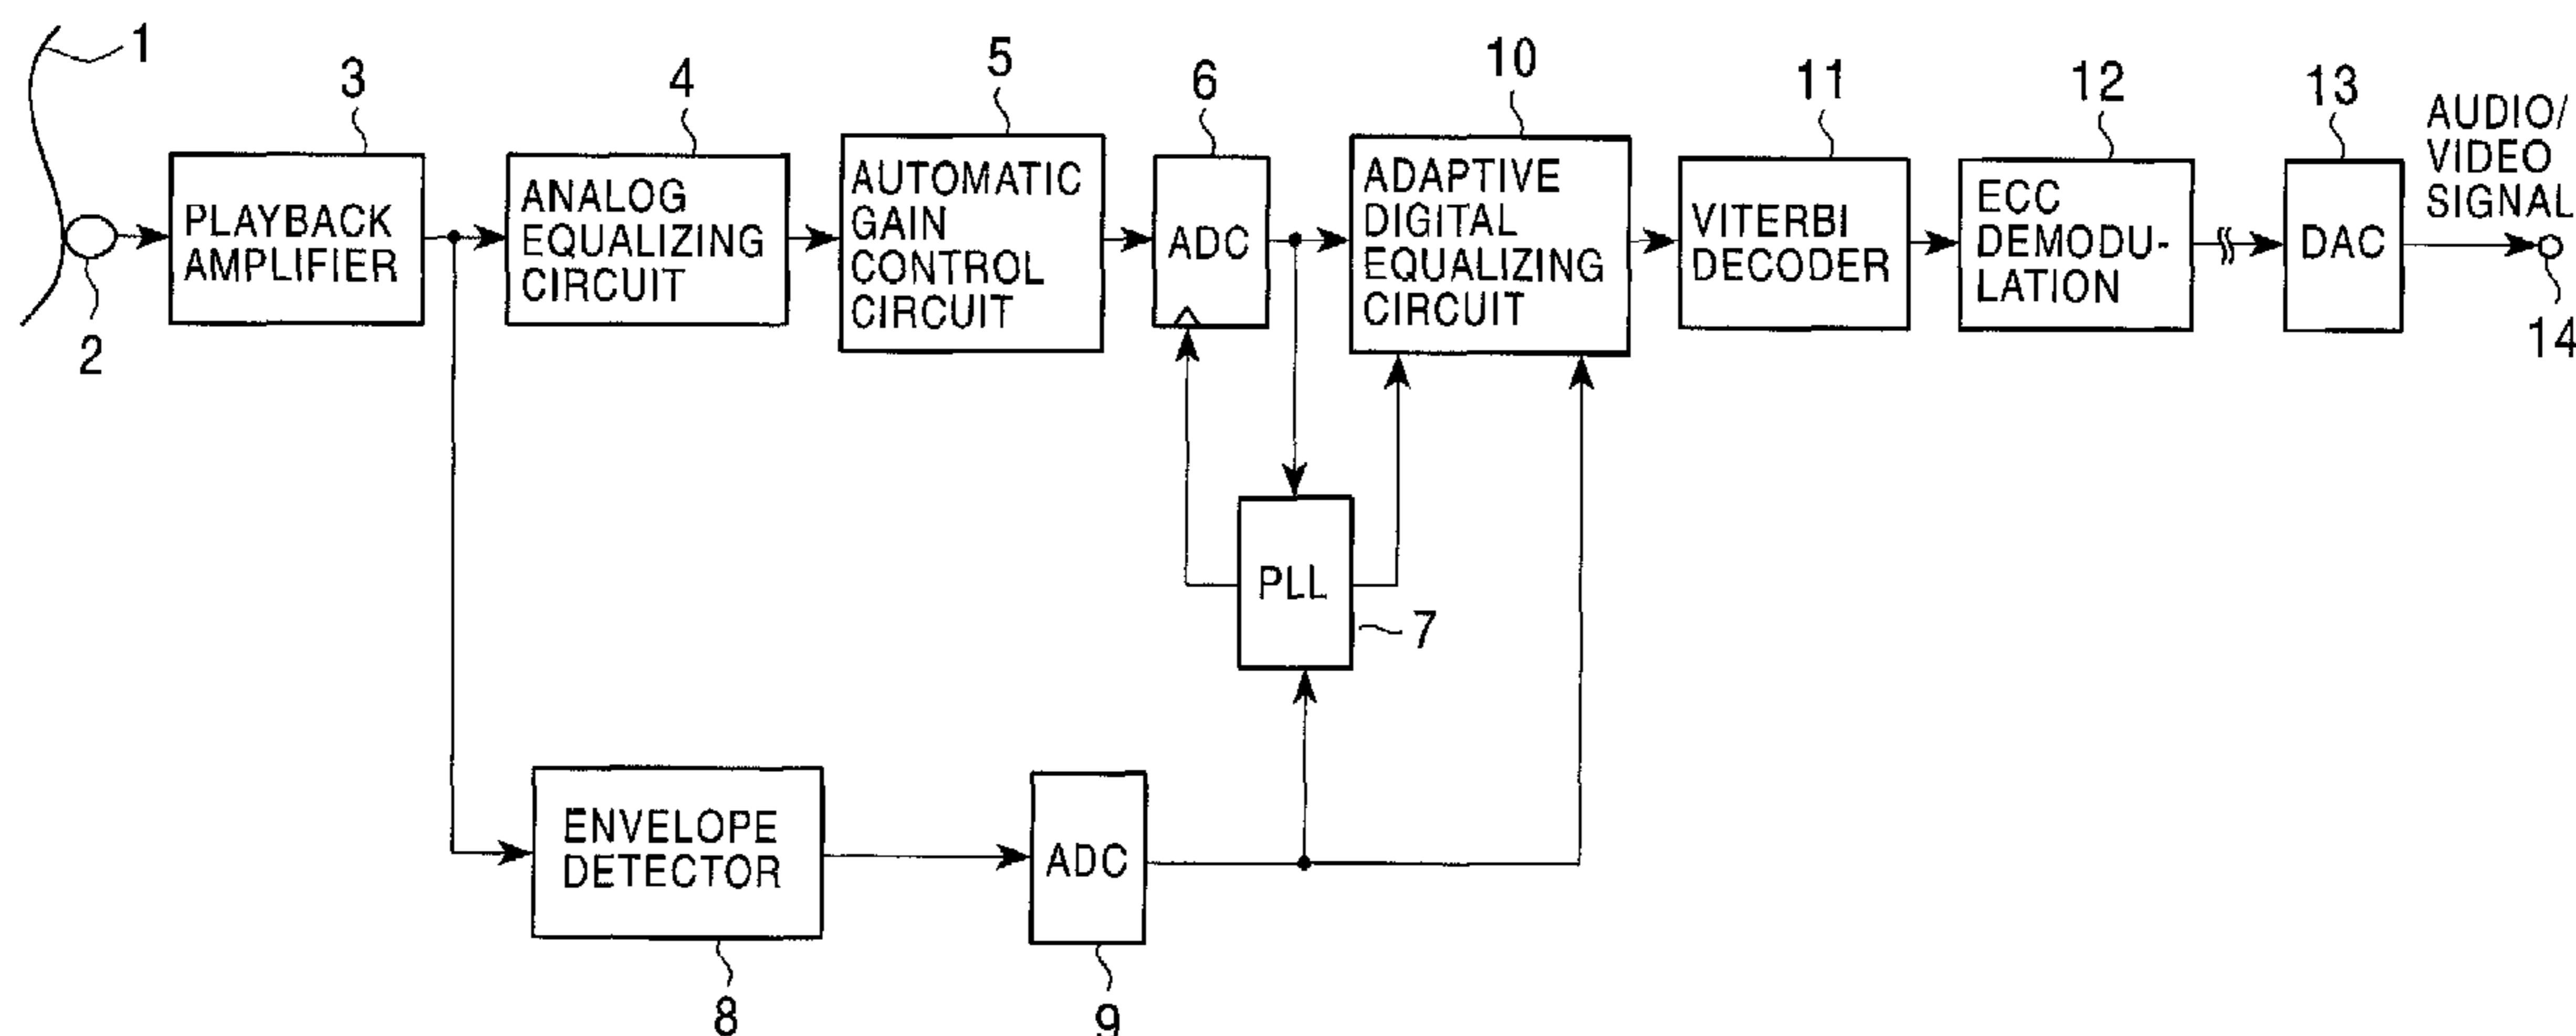 1
2
3
PLAYBACK
AMPLIFIER
4
ANALOG
EQUALIZING
CIRCUIT
5
AUTOMATIC
GAIN
CONTROL
CIRCUIT
6
ADC
10
ADAPTIVE
DIGITAL
EQUALIZING
CIRCUIT
11
VITERBI
DECODER
12
ECC
DEMODU-
LATION
13
DAC
AUDIO/
VIDEO
SIGNAL
14
PLL
7
ENVELOPE
DETECTOR
8
ADC
9